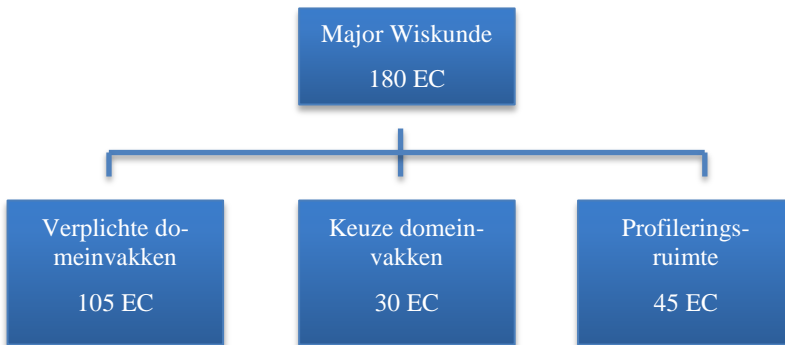 Major Wiskunde
180 EC
Verplichte do-
meinvakken
105 EC
Keuze domein-
vakken
30 EC
Profilerings-
ruimte
45 EC